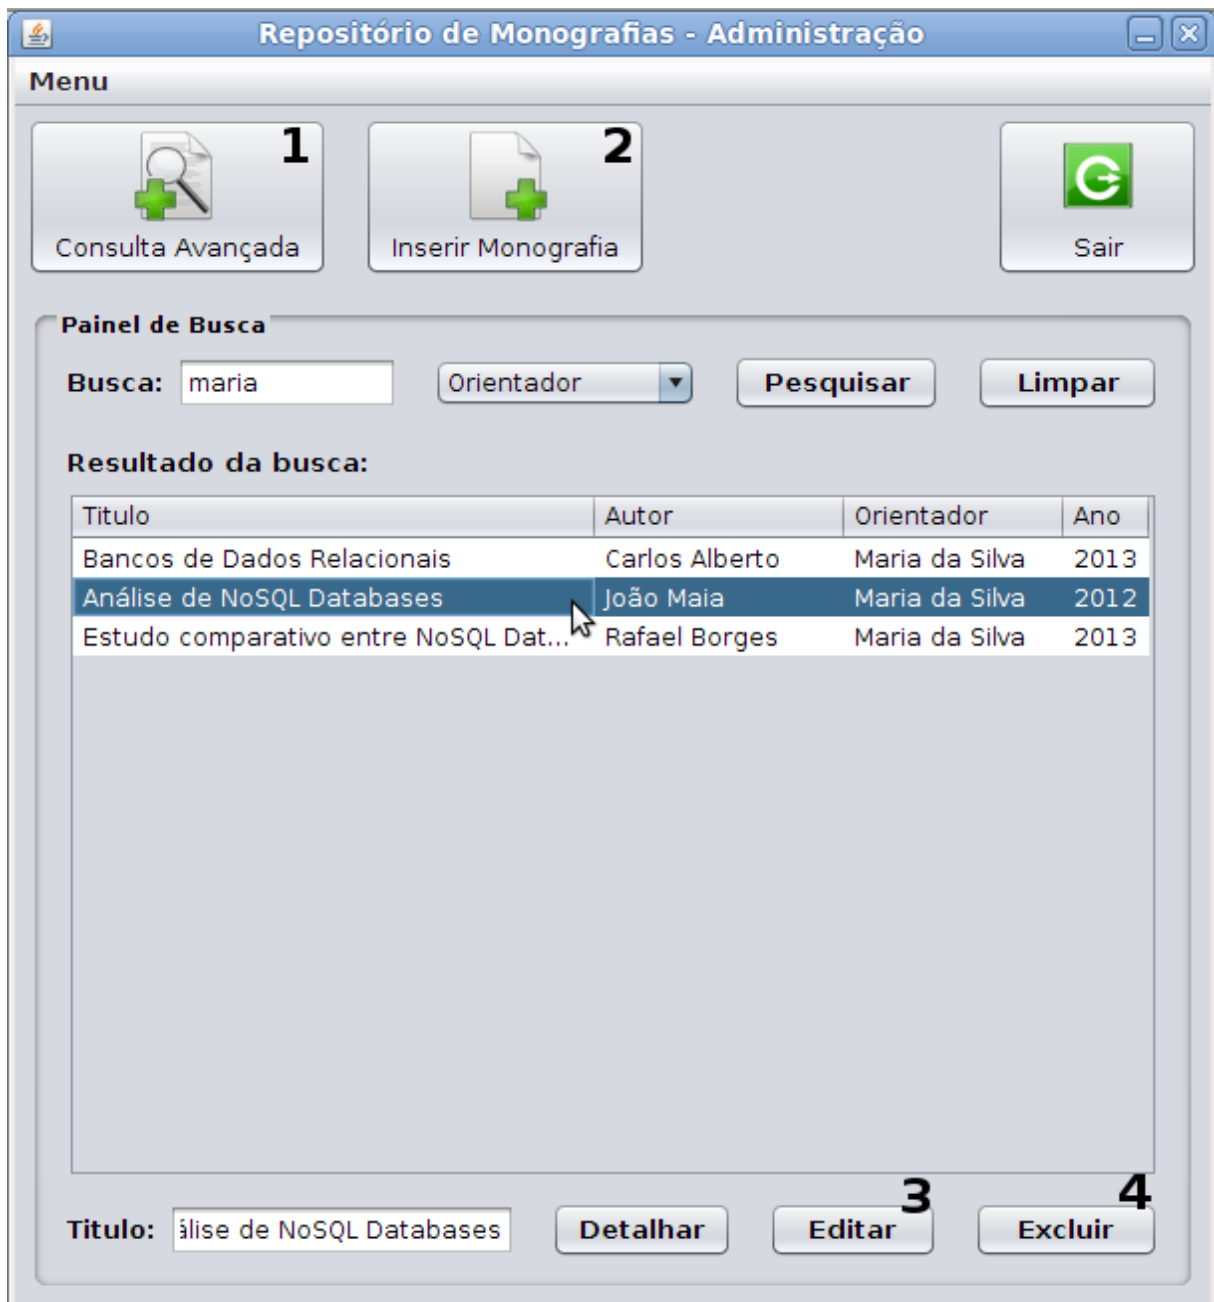 Repositório de Monografias - Administração
Menu
1
2
Consulta Avançada
Inserir Monografia
Sair
Painel de Busca
Busca: maria Orientador Pesquisar Limpar
Resultado da busca:
Titulo Autor Orientador Ano
Bancos de Dados Relacionais Carlos Alberto Maria da Silva 2013
Análise de NoSQL Databases João Maia Maria da Silva 2012
Estudo comparativo entre NoSQL Dat... Rafael Borges Maria da Silva 2013
3
4
Titulo: álise de NoSQL Databases Detalhar Editar Excluir